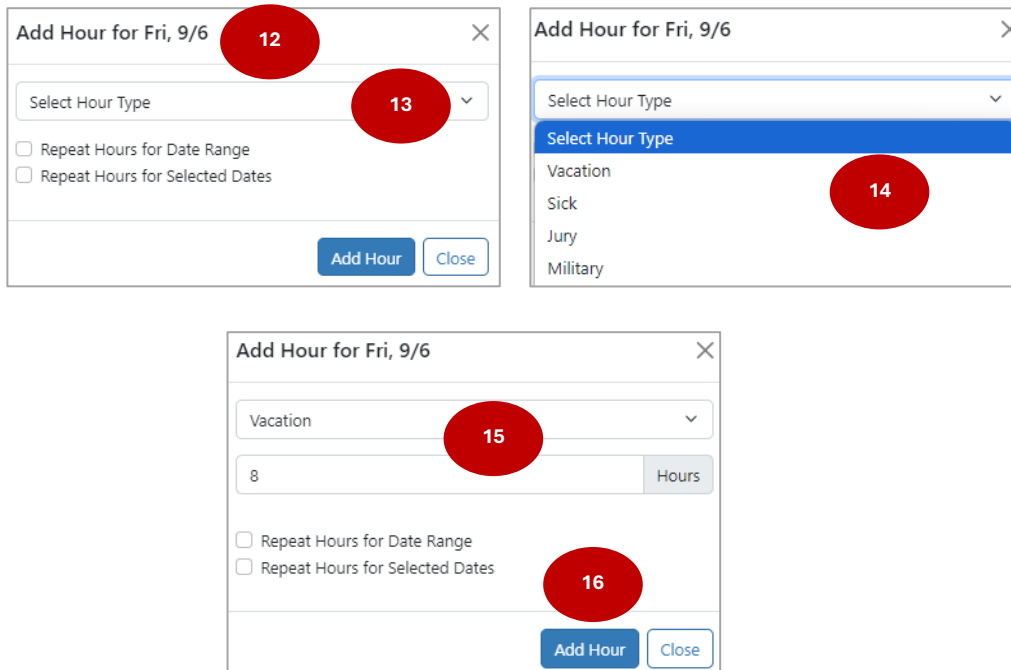 Add Hour for Fri, 9/6
12
Select Hour Type
13
Repeat Hours for Date Range
Repeat Hours for Selected Dates
Add Hour Close
Add Hour for Fri, 9/6
Select Hour Type
Select Hour Type
Vacation
14
Sick
Jury
Military
Add Hour for Fri, 9/6
Vacation
15
8 Hours
Repeat Hours for Date Range
Repeat Hours for Selected Dates
16
Add Hour Close